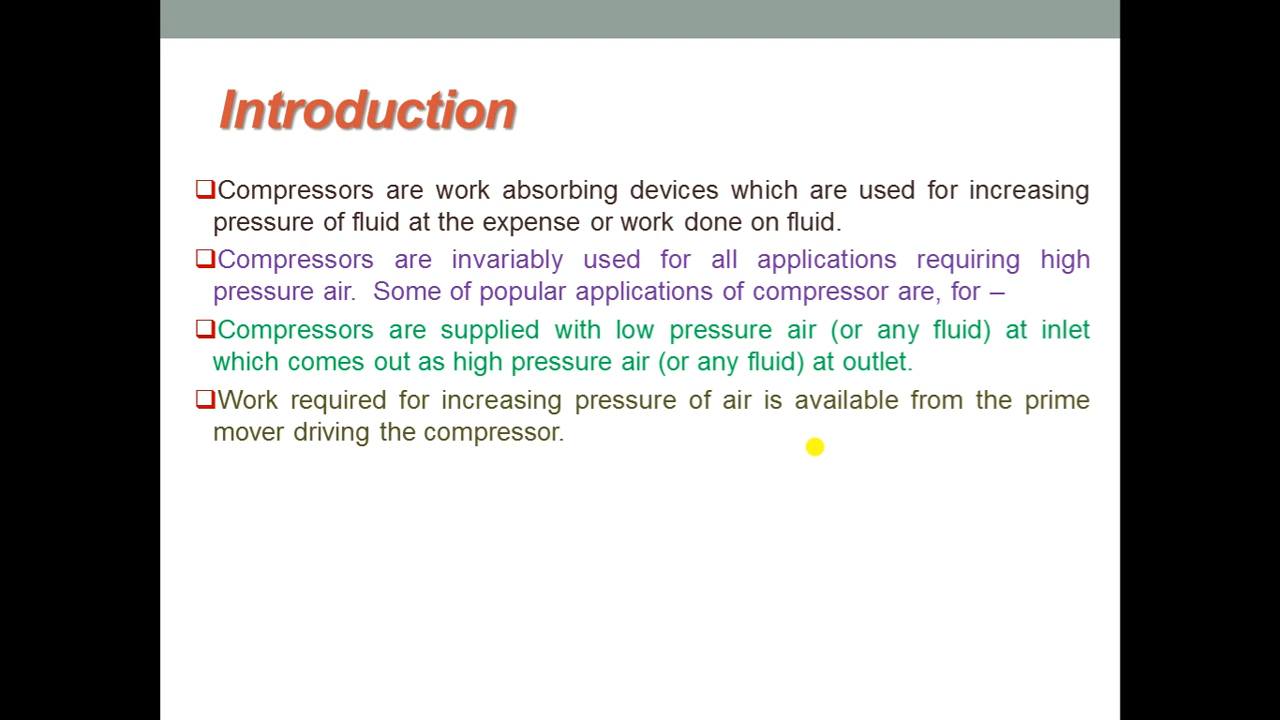 Introduction
Compressors are work absorbing devices which are used for increasing
pressure of fluid at the expense or work done on fluid.
Compressors are invariably used for all applications requiring high
pressure air. Some of popular applications of compressor are, for –
Compressors are supplied with low pressure air (or any fluid) at inlet
which comes out as high pressure air (or any fluid) at outlet.
Work required for increasing pressure of air is available from the prime
mover driving the compressor.